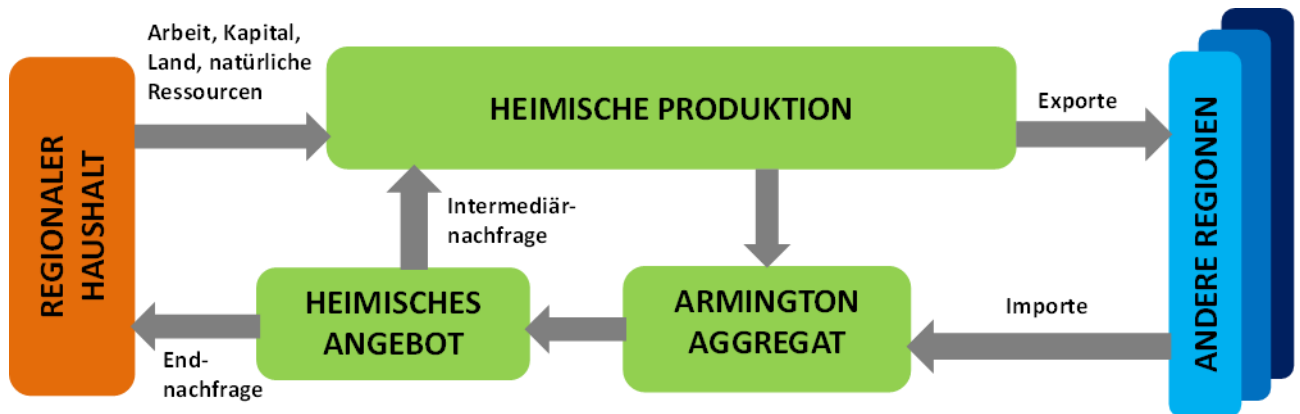 Arbeit, Kapital,
Land, natürliche
Ressourcen
REGIONALER
HAUSHALT
HEIMISCHE PRODUKTION
Exporte
ANDERE REGIONEN
Intermediär-
nachfrage
HEIMISCHES
ANGEBOT
ARMINGTON
AGGREGAT
Importe
End-
nachfrage